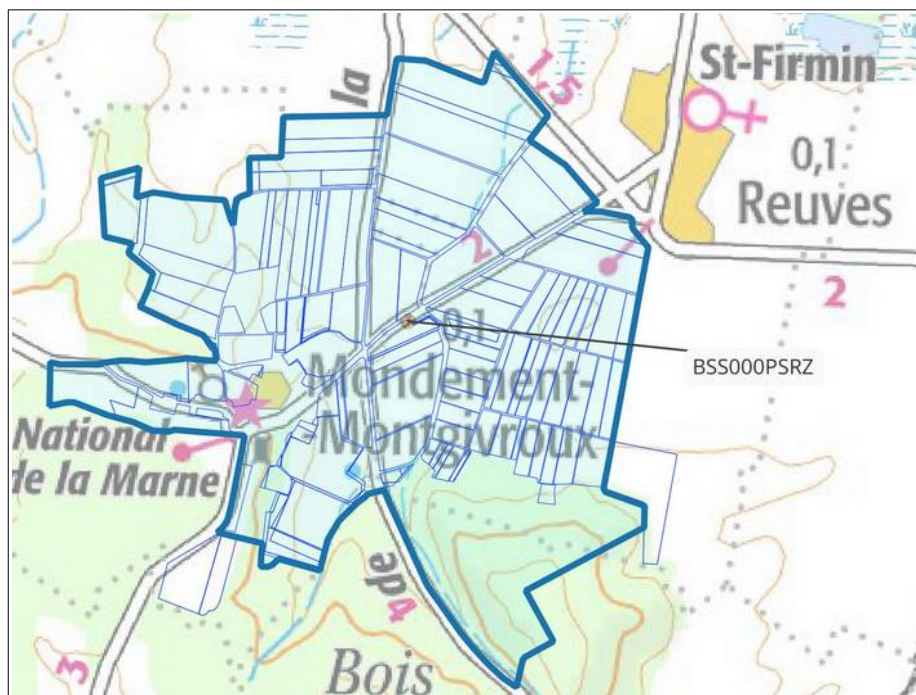 la
1,5
St-Firmin
0,1
Reuves
2
2
0,1
BSS000PSRZ
Mondement-
-Montgivroux
National
de la Marne
de
4
3
Bois